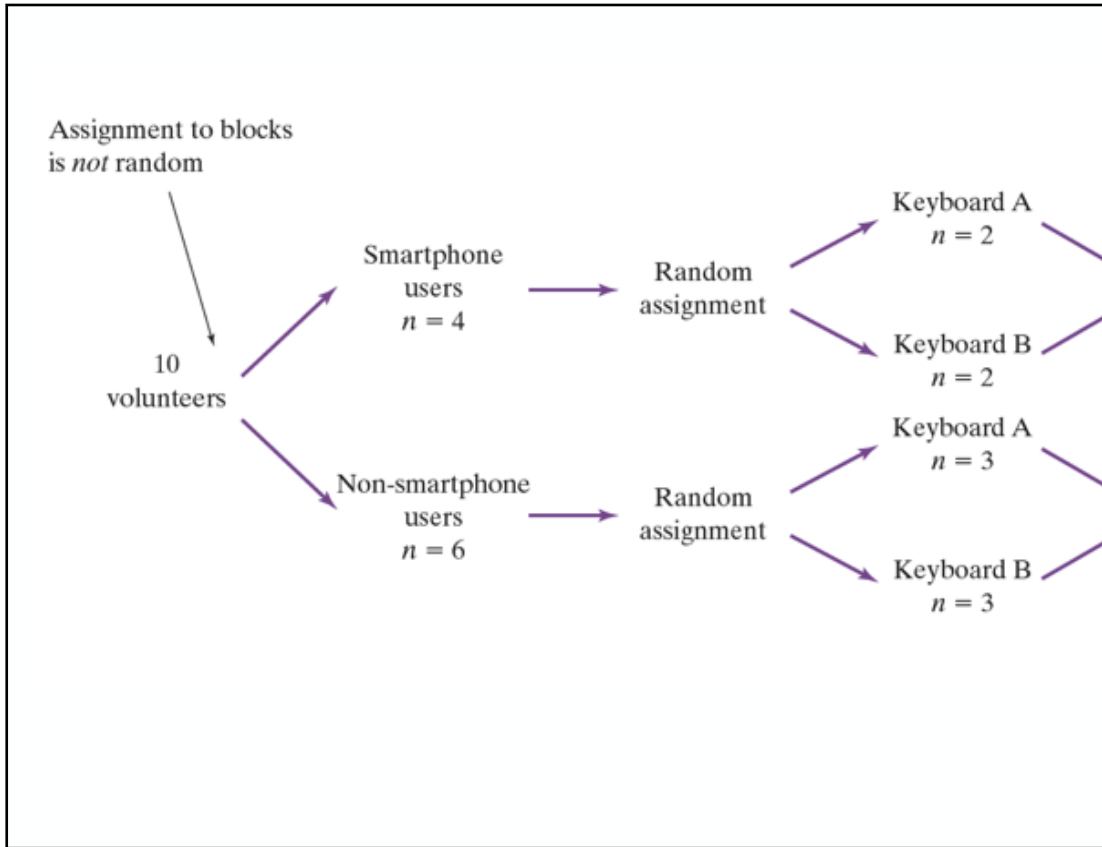 Assignment to blocks
is not random
10
volunteers
Smartphone
users
n = 4
Non-smartphone
users
n = 6
Random
assignment
Random
assignment
Keyboard A
n = 2
Keyboard B
n = 2
Keyboard A
n = 3
Keyboard B
n = 3